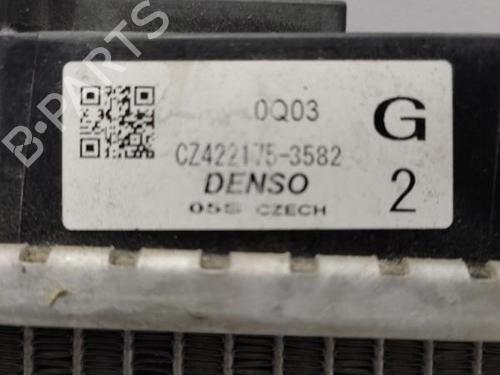 0Q03
G
CZ422175-3582
DENSO
2
05S CZECH
B-PARTS